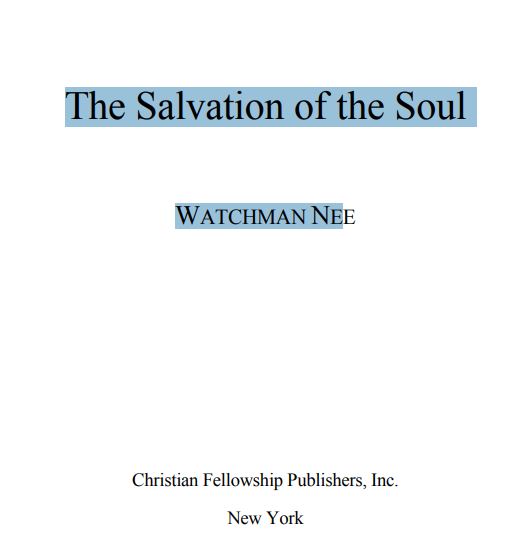 The Salvation of the Soul
WATCHMAN NEE
Christian Fellowship Publishers, Inc.
New York